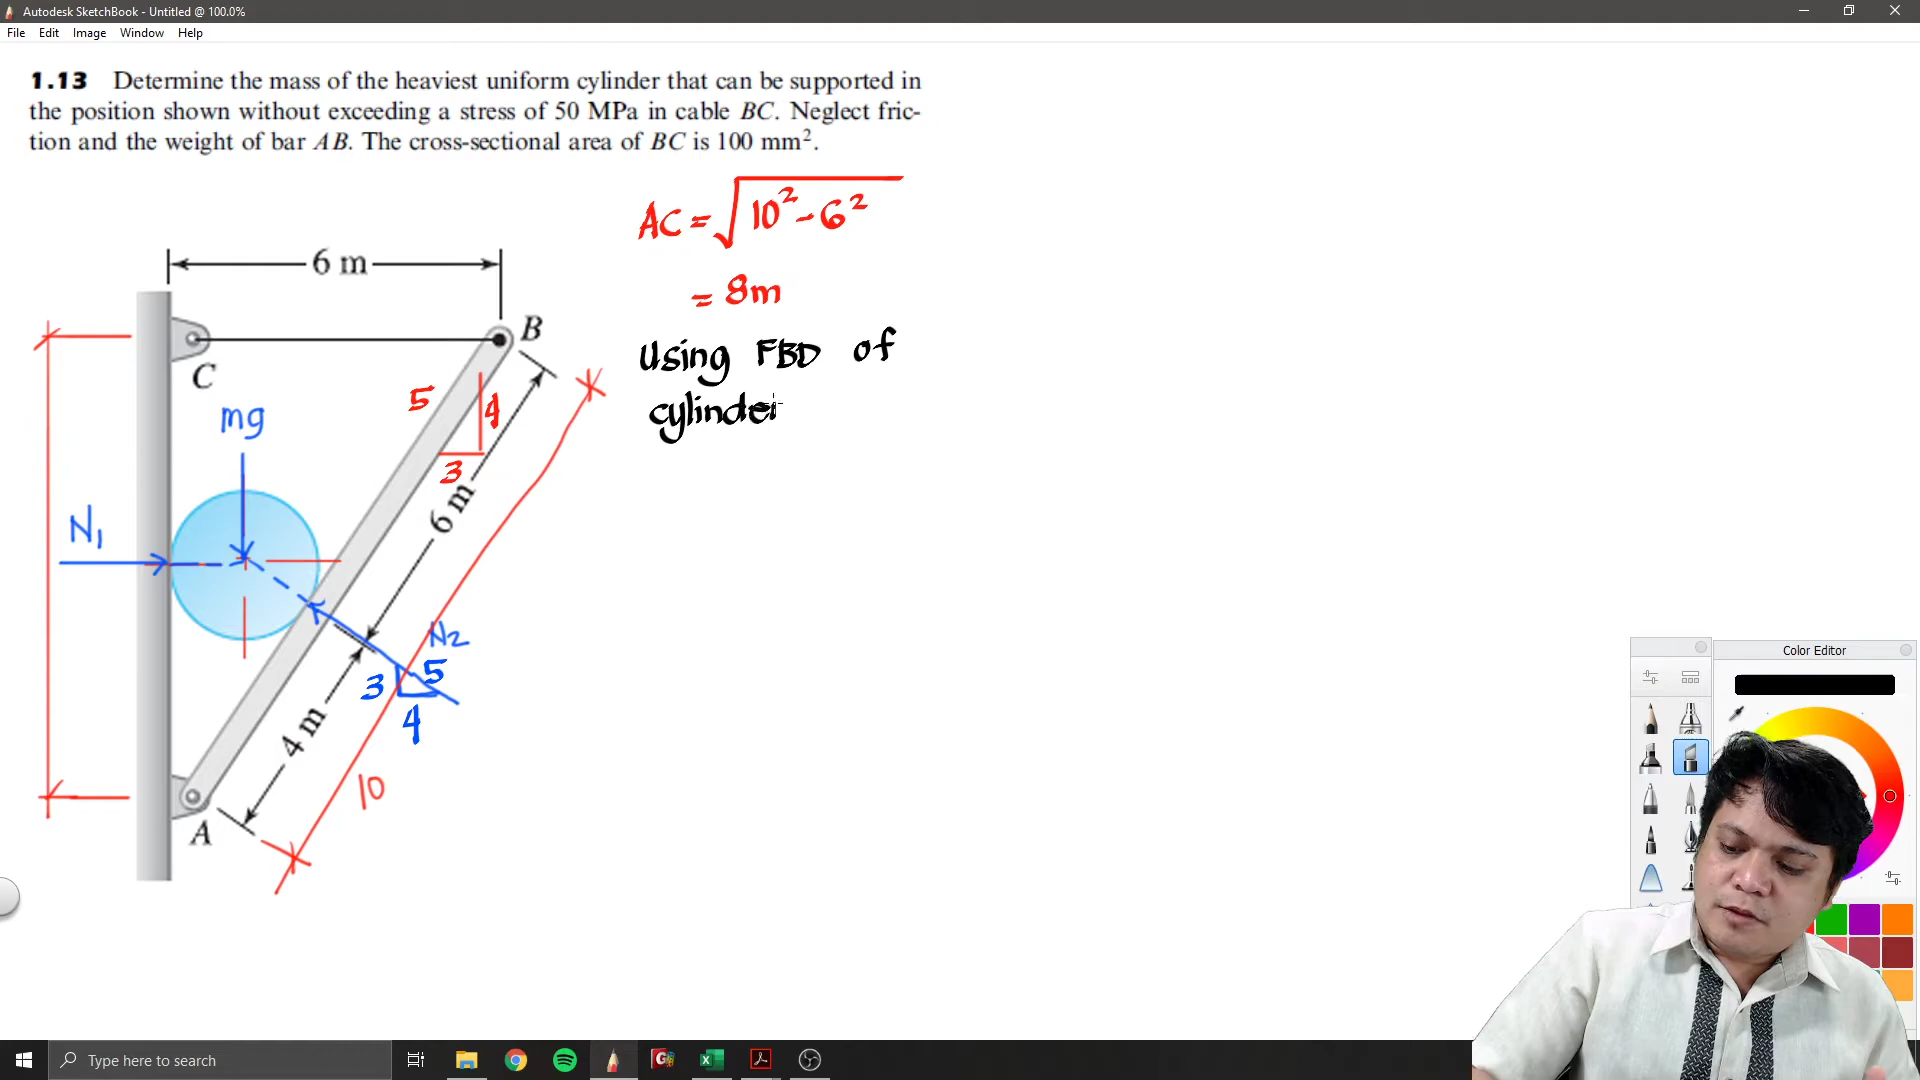 Autodesk SketchBook - Untitled @ 100.0%
File Edit Image Window Help
1.13 Determine the mass of the heaviest uniform cylinder that can be supported in
the position shown without exceeding a stress of 50 MPa in cable BC. Neglect fric-
tion and the weight of bar AB. The cross-sectional area of BC is 100 mm².
AC = √10² - 6²
= 8m
Using FBD of
cylinder
6 m
B
C
5
4
3
mg
6 m
N₁
N₂
5
3
4
4 m
10
A
Color Editor
Type here to search